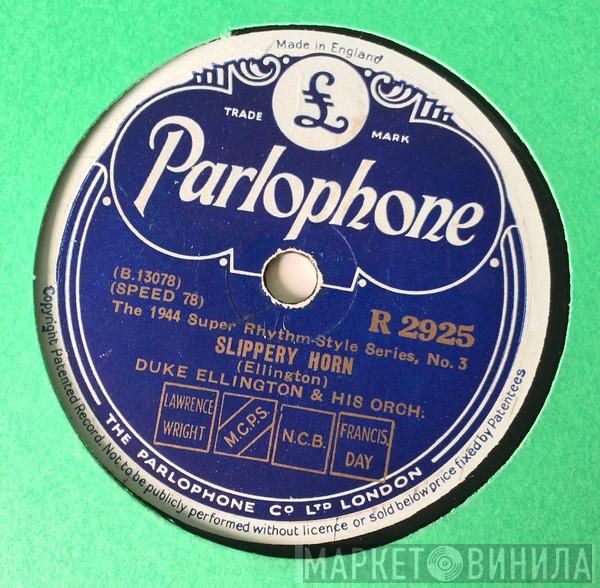 Made in England
TRADE MARK
£
Parlophone
(B.13078)
(SPEED 78)
R 2925
The 1944 Super Rhythm-Style Series, No. 3
SLIPPERY HORN
(Ellington)
DUKE ELLINGTON & HIS ORCH:
LAWRENCE WRIGHT
M.C.P.S.
N.C.B.
FRANCIS, DAY
THE PARLOPHONE CO LTD LONDON
Copyright Patented Record. Not to be publicly performed without licence or sold below price fixed by Patentees
МАРКЕТ ВИНИЛА